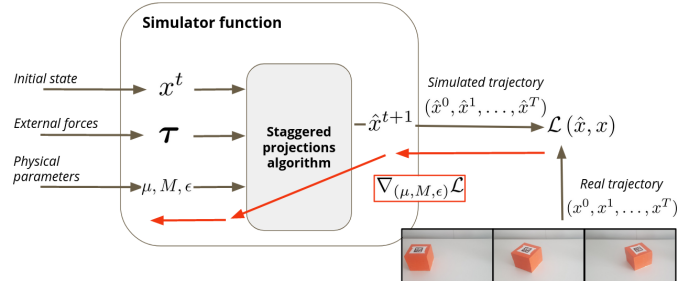 Simulator function
Initial state
x^t
External forces
τ
Physical
parameters
μ, M, ϵ
Staggered
projections
algorithm
x̂^{t+1}
Simulated trajectory
(x̂^0, x̂^1, . . . , x̂^T)
ℒ (x̂, x)
∇_{(μ,M,ϵ)}ℒ
Real trajectory
(x^0, x^1, . . . , x^T)